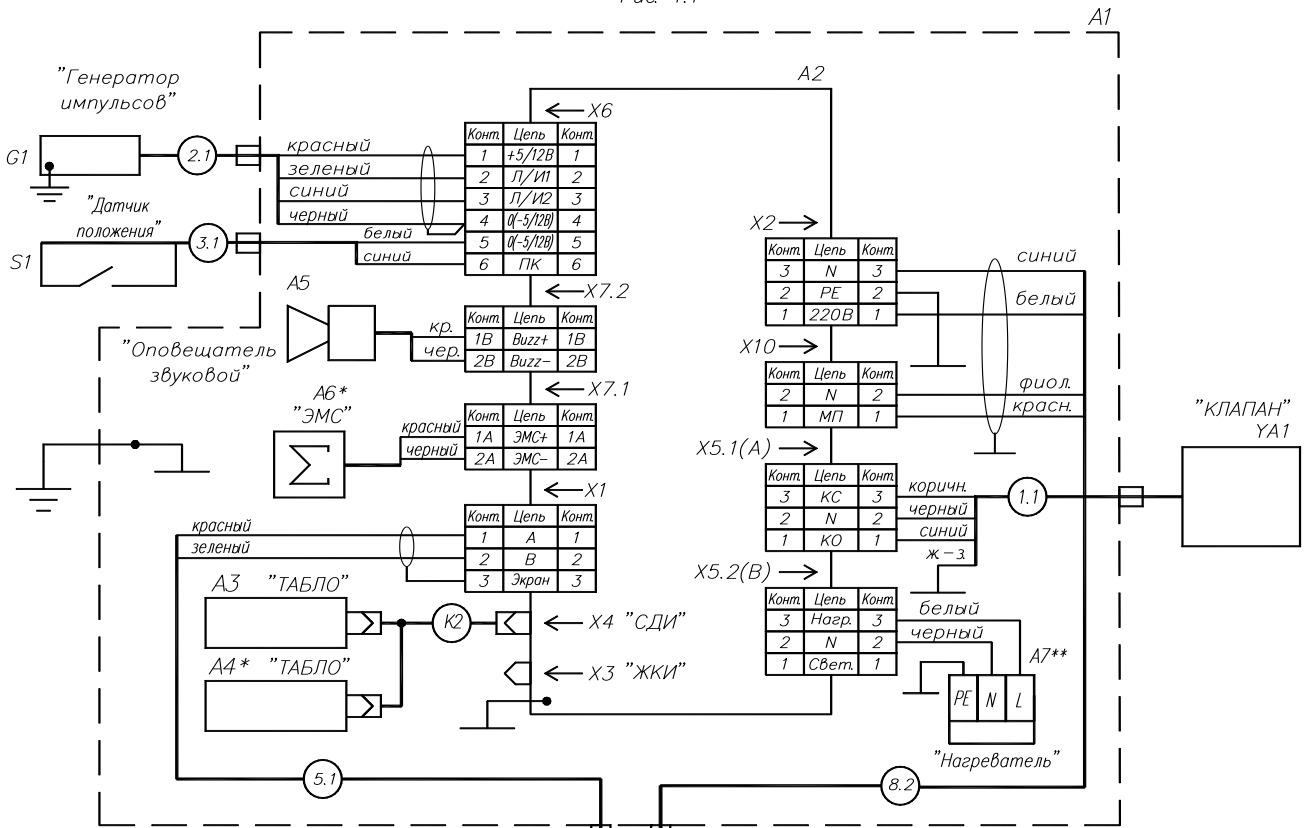 Рис. 1.1
A1
"Генератор
импульсов"
G1
2.1
"Датчик
положения"
S1
3.1
красный
зеленый
синий
черный
белый
синий
A2
X6
Конт. Цепь Конт.
1 +5/12В 1
2 Л/И1 2
3 Л/И2 3
4 0(-5/12В) 4
5 0(-5/12В) 5
6 ПК 6
A5
"Оповещатель
звуковой"
кр.
чер.
X7.2
Конт. Цепь Конт.
1В Buzz+ 1В
2В Buzz- 2В
A6*
"ЭМС"
красный
черный
X7.1
Конт. Цепь Конт.
1А ЭМС+ 1А
2А ЭМС- 2А
красный
зеленый
X1
Конт. Цепь Конт.
1 А 1
2 В 2
3 Экран 3
A3 "ТАБЛО"
A4* "ТАБЛО"
К2
X4 "СДИ"
X3 "ЖКИ"
5.1
X2
Конт. Цепь Конт.
3 N 3
2 PE 2
1 220В 1
синий
белый
X10
Конт. Цепь Конт.
2 N 2
1 МП 1
фиол.
красн.
X5.1(А)
Конт. Цепь Конт.
3 КС 3
2 N 2
1 КО 1
коричн.
черный
синий
ж-з.
1.1
"КЛАПАН"
YA1
X5.2(В)
Конт. Цепь Конт.
3 Нагр. 3
2 N 2
1 Свет. 1
белый
черный
A7**
PE N L
"Нагреватель"
8.2